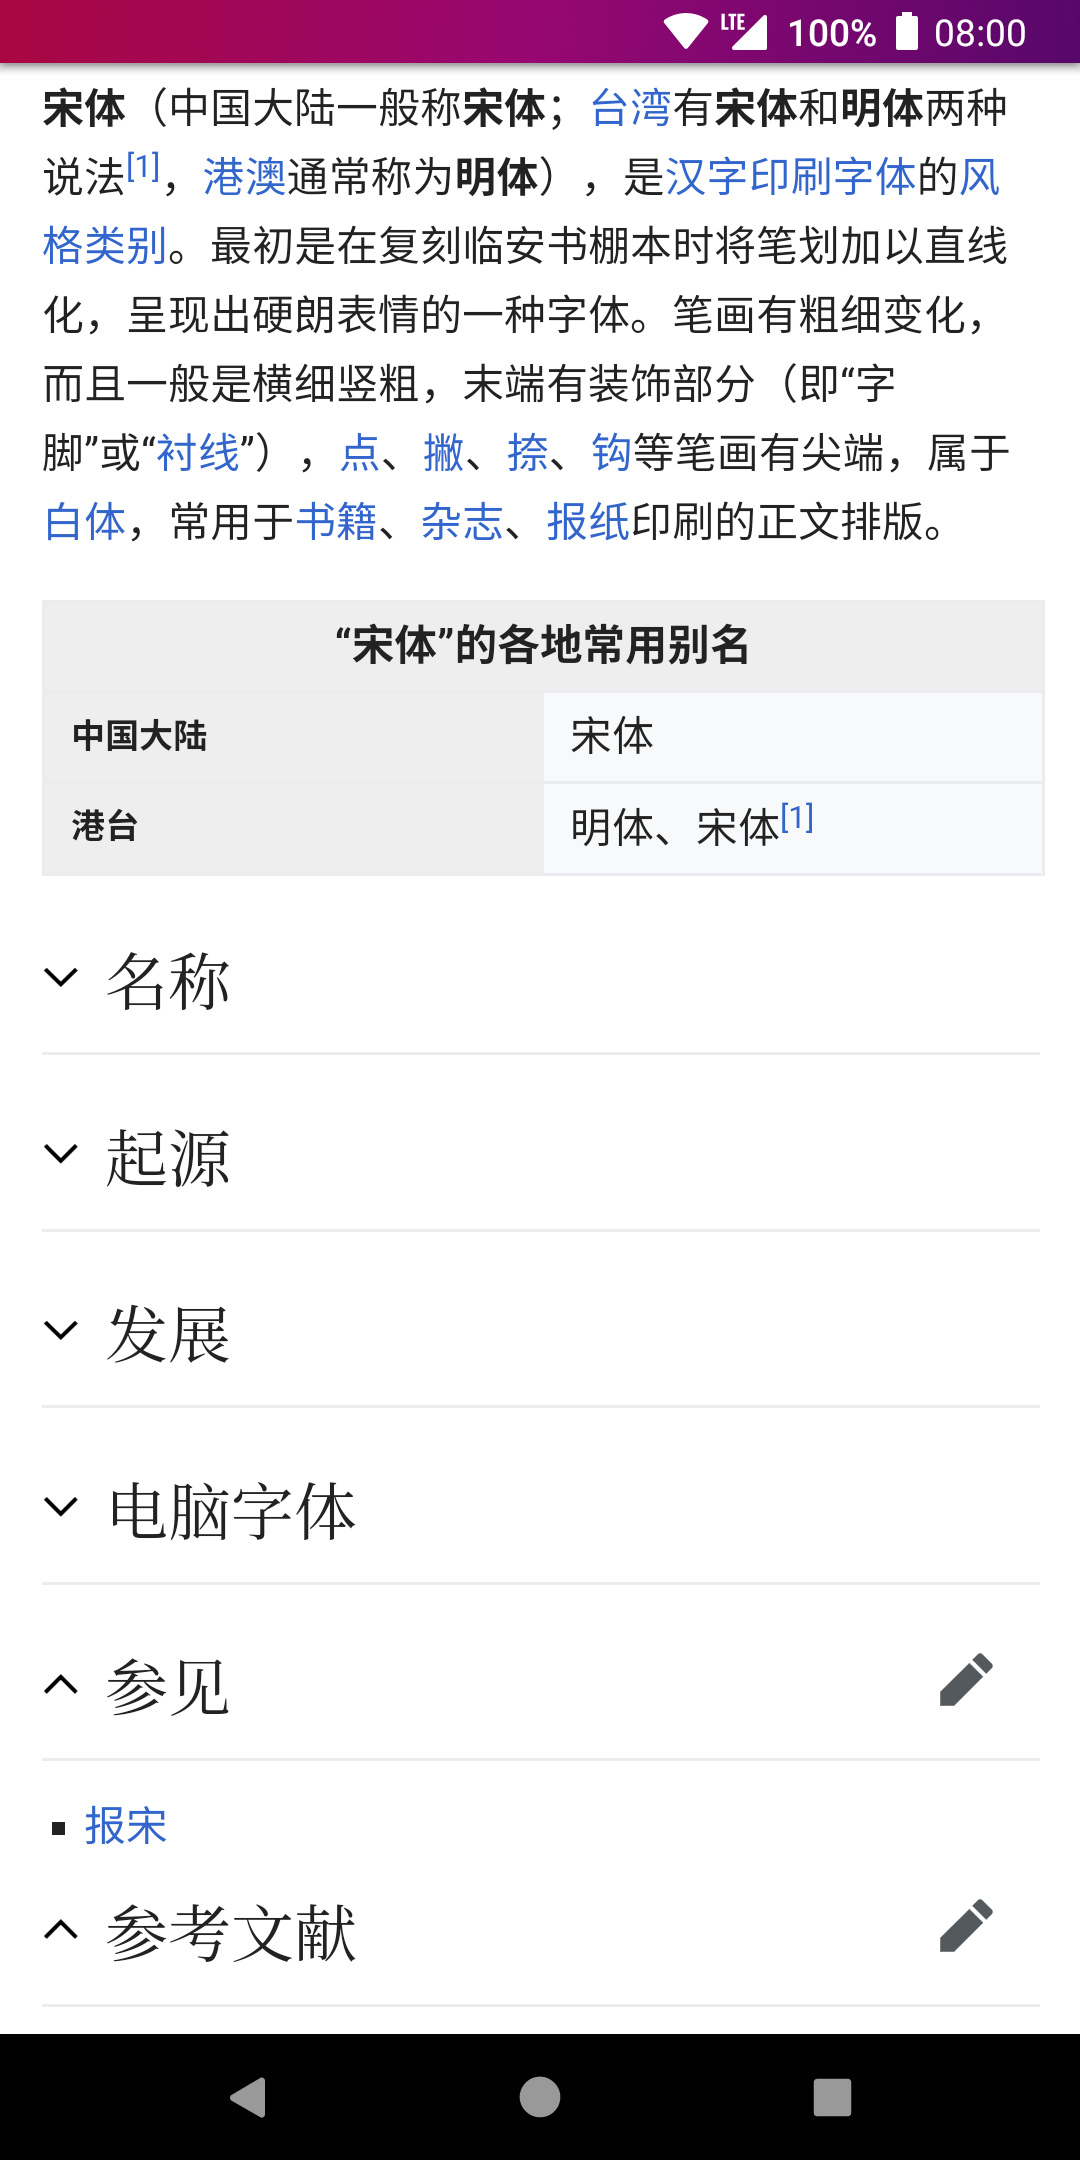 LTE 100% 08:00
宋体（中国大陆一般称宋体；台湾有宋体和明体两种
说法[1]，港澳通常称为明体），是汉字印刷字体的风
格类别。最初是在复刻临安书棚本时将笔划加以直线
化，呈现出硬朗表情的一种字体。笔画有粗细变化，
而且一般是横细竖粗，末端有装饰部分（即“字
脚”或“衬线”），点、撇、捺、钩等笔画有尖端，属于
白体，常用于书籍、杂志、报纸印刷的正文排版。
“宋体”的各地常用别名
中国大陆 宋体
港台 明体、宋体[1]
名称
起源
发展
电脑字体
参见
报宋
参考文献